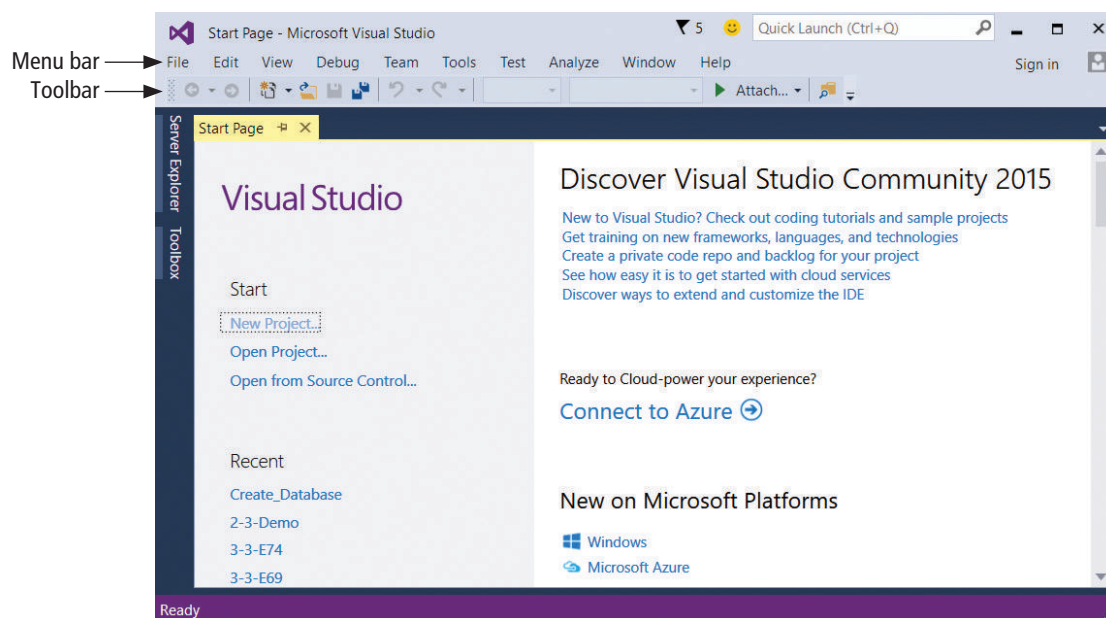 Start Page - Microsoft Visual Studio 5 Quick Launch (Ctrl+Q)
Menu bar File Edit View Debug Team Tools Test Analyze Window Help Sign in
Toolbar Attach...
Server Explorer
Toolbox
Start Page
Visual Studio
Start
New Project...
Open Project...
Open from Source Control...
Recent
Create_Database
2-3-Demo
3-3-E74
3-3-E69
Discover Visual Studio Community 2015
New to Visual Studio? Check out coding tutorials and sample projects
Get training on new frameworks, languages, and technologies
Create a private code repo and backlog for your project
See how easy it is to get started with cloud services
Discover ways to extend and customize the IDE
Ready to Cloud-power your experience?
Connect to Azure
New on Microsoft Platforms
Windows
Microsoft Azure
Ready